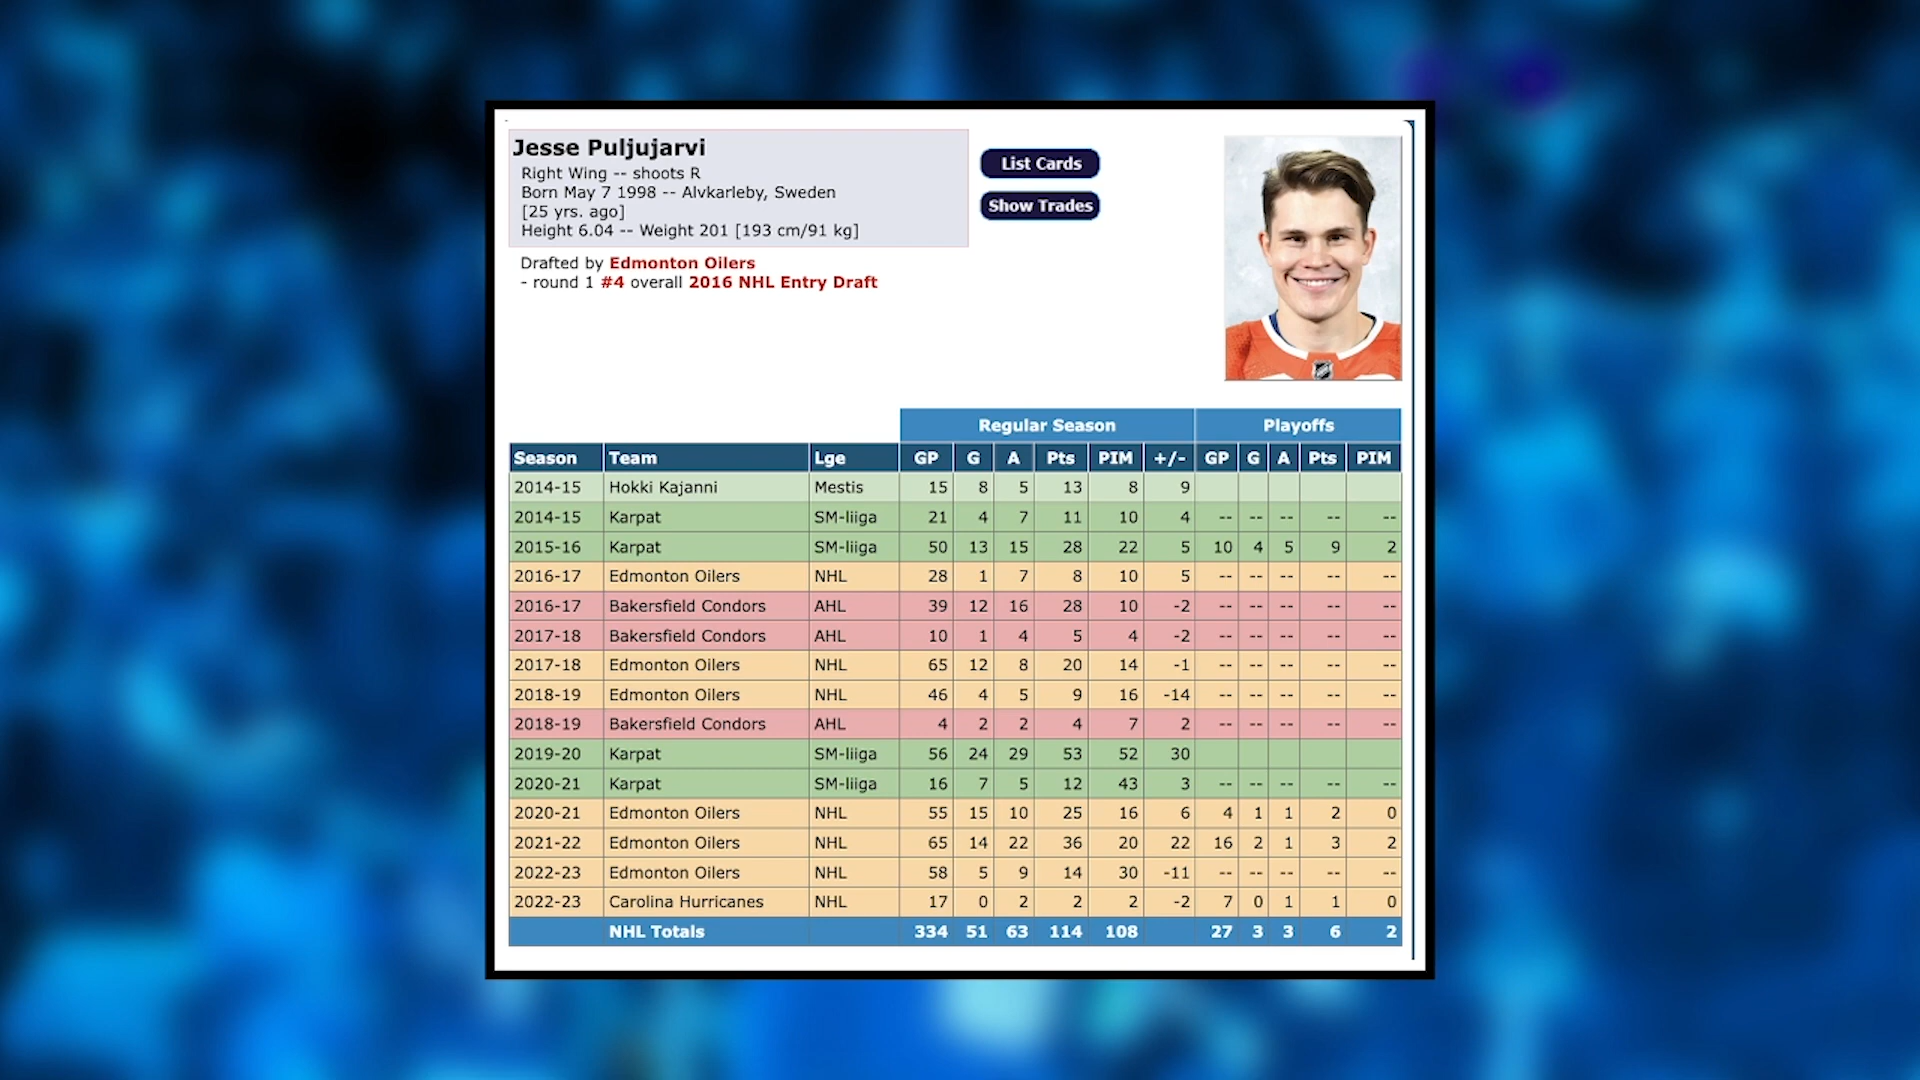 Jesse Puljujarvi
Right Wing -- shoots R
Born May 7 1998 -- Alvkarleby, Sweden
[25 yrs. ago]
Height 6.04 -- Weight 201 [193 cm/91 kg]
List Cards
Show Trades
Drafted by Edmonton Oilers
- round 1 #4 overall 2016 NHL Entry Draft
Regular Season Playoffs
Season Team Lge GP G A Pts PIM +/- GP G A Pts PIM
2014-15 Hokki Kajanni Mestis 15 8 5 13 8 9
2014-15 Karpat SM-liiga 21 4 7 11 10 4 -- -- -- -- --
2015-16 Karpat SM-liiga 50 13 15 28 22 5 10 4 5 9 2
2016-17 Edmonton Oilers NHL 28 1 7 8 10 5 -- -- -- -- --
2016-17 Bakersfield Condors AHL 39 12 16 28 10 -2 -- -- -- -- --
2017-18 Bakersfield Condors AHL 10 1 4 5 4 -2 -- -- -- -- --
2017-18 Edmonton Oilers NHL 65 12 8 20 14 -1 -- -- -- -- --
2018-19 Edmonton Oilers NHL 46 4 5 9 16 -14 -- -- -- -- --
2018-19 Bakersfield Condors AHL 4 2 2 4 7 2 -- -- -- -- --
2019-20 Karpat SM-liiga 56 24 29 53 52 30
2020-21 Karpat SM-liiga 16 7 5 12 43 3 -- -- -- -- --
2020-21 Edmonton Oilers NHL 55 15 10 25 16 6 4 1 1 2 0
2021-22 Edmonton Oilers NHL 65 14 22 36 20 22 16 2 1 3 2
2022-23 Edmonton Oilers NHL 58 5 9 14 30 -11 -- -- -- -- --
2022-23 Carolina Hurricanes NHL 17 0 2 2 2 -2 7 0 1 1 0
NHL Totals 334 51 63 114 108 27 3 3 6 2